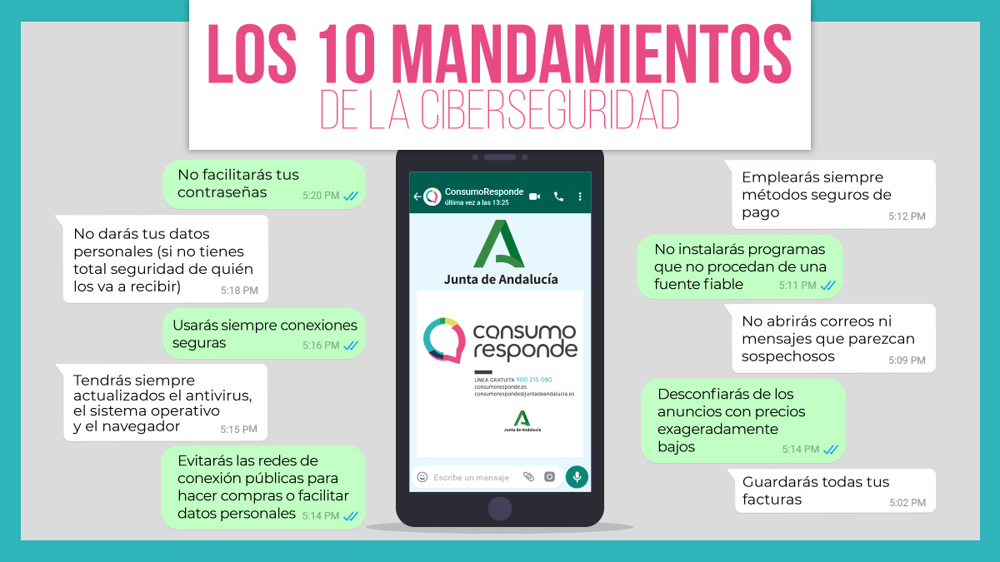 LOS 10 MANDAMIENTOS
DE LA CIBERSEGURIDAD
No facilitarás tus
contraseñas
5:20 PM
No darás tus datos
personales (si no tienes
total seguridad de quién
los va a recibir)
5:18 PM
Usarás siempre conexiones
seguras
5:16 PM
Tendrás siempre
actualizados el antivirus,
el sistema operativo
y el navegador
5:15 PM
Evitarás las redes de
conexión públicas para
hacer compras o facilitar
datos personales
5:14 PM
ConsumoResponde
última vez a las 13:25
Junta de Andalucía
consumo
responde
LÍNEA GRATUITA 900 215 080
consumoresponde.es
consumoresponde@juntadeandalucia.es
Junta de Andalucía
Escribe un mensaje
Emplearás siempre
métodos seguros de
pago
5:12 PM
No instalarás programas
que no procedan de una
fuente fiable
5:11 PM
No abrirás correos ni
mensajes que parezcan
sospechosos
5:09 PM
Desconfiarás de los
anuncios con precios
exageradamente
bajos
5:14 PM
Guardarás todas tus
facturas
5:02 PM